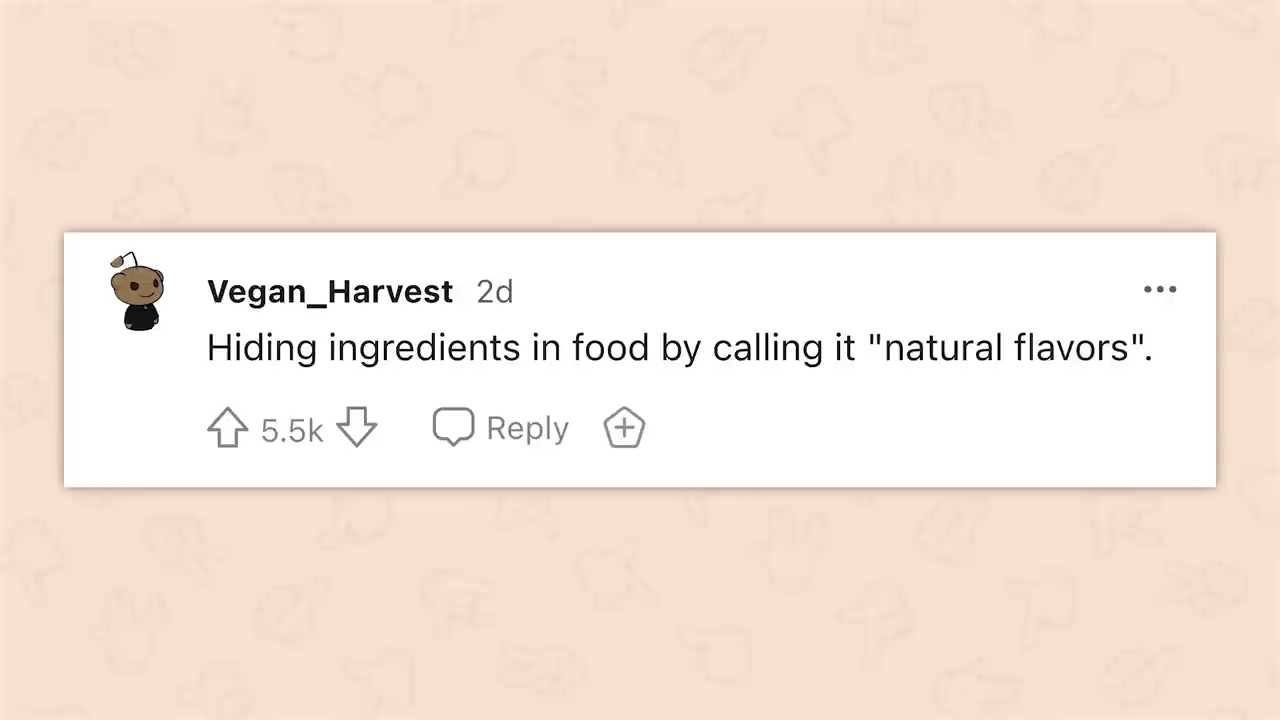 Vegan_Harvest 2d
Hiding ingredients in food by calling it "natural flavors".
5.5k Reply